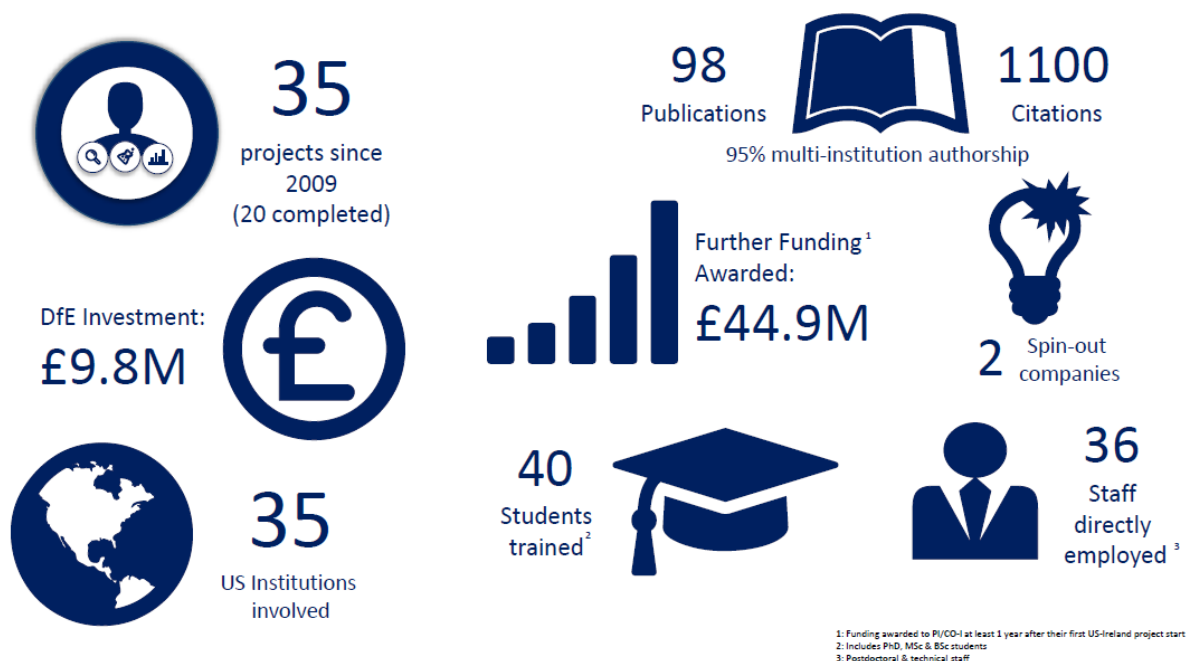 35
projects since
2009
(20 completed)
98
Publications
1100
Citations
95% multi-institution authorship
DfE Investment:
£9.8M
£
Further Funding ¹
Awarded:
£44.9M
2
Spin-out
companies
35
US Institutions
involved
40
Students
trained²
36
Staff
directly
employed ³
1: Funding awarded to PI/CO-I at least 1 year after their first US-Ireland project start
2: Includes PhD, MSc & BSc students
3: Postdoctoral & technical staff